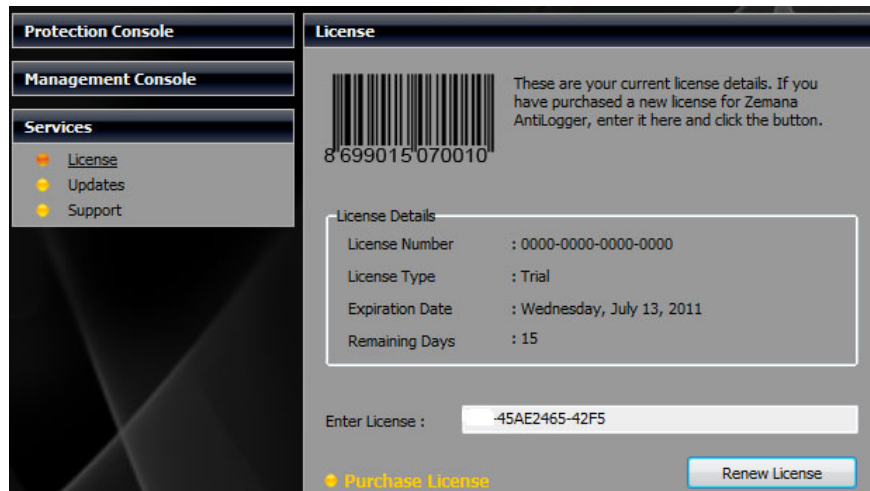 Protection Console
Management Console
Services
License
Updates
Support
License
8 699015 070010
These are your current license details. If you
have purchased a new license for Zemana
AntiLogger, enter it here and click the button.
License Details
License Number : 0000-0000-0000-0000
License Type : Trial
Expiration Date : Wednesday, July 13, 2011
Remaining Days : 15
Enter License : -45AE2465-42F5
Purchase License
Renew License